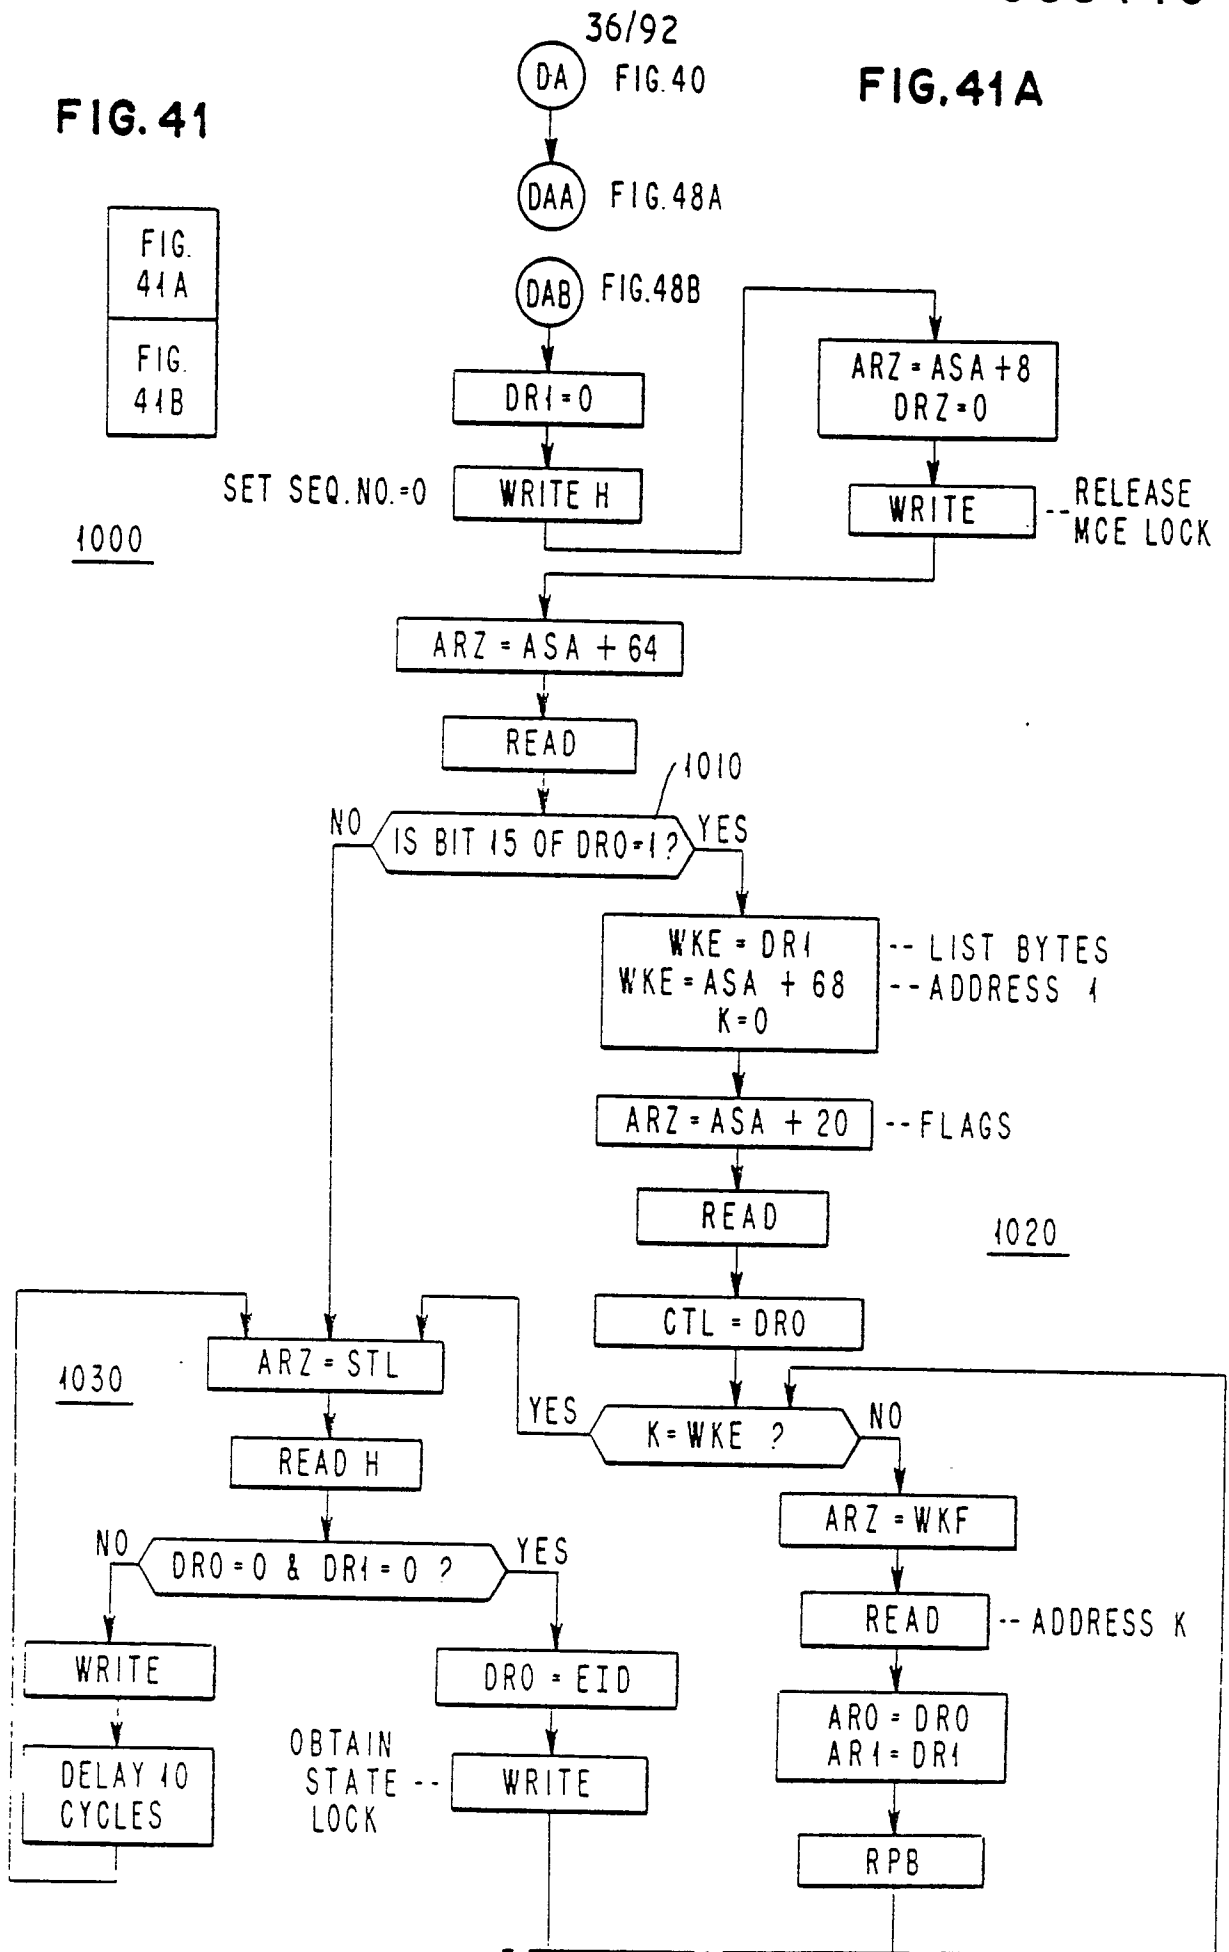 36/92
FIG. 41
DA FIG. 40
FIG. 41A
DAA FIG. 48A
FIG.
41A
FIG.
41B
DAB FIG. 48B
DR1=0
SET SEQ. NO.=0
WRITE H
ARZ = ASA +8
DRZ = 0
WRITE
--RELEASE
MCE LOCK
1000
ARZ = ASA + 64
READ
1010
NO
IS BIT 15 OF DR0=1?
YES
WKE = DR1 -- LIST BYTES
WKE = ASA + 68 -- ADDRESS 1
K=0
ARZ = ASA + 20 -- FLAGS
READ
1020
CTL = DR0
1030
ARZ = STL
YES
K = WKE ?
NO
READ H
ARZ = WKF
NO
DR0=0 & DR1=0 ?
YES
READ -- ADDRESS K
WRITE
DR0 = EID
AR0 = DR0
AR1 = DR1
DELAY 10
CYCLES
OBTAIN
STATE --
LOCK
WRITE
RPB